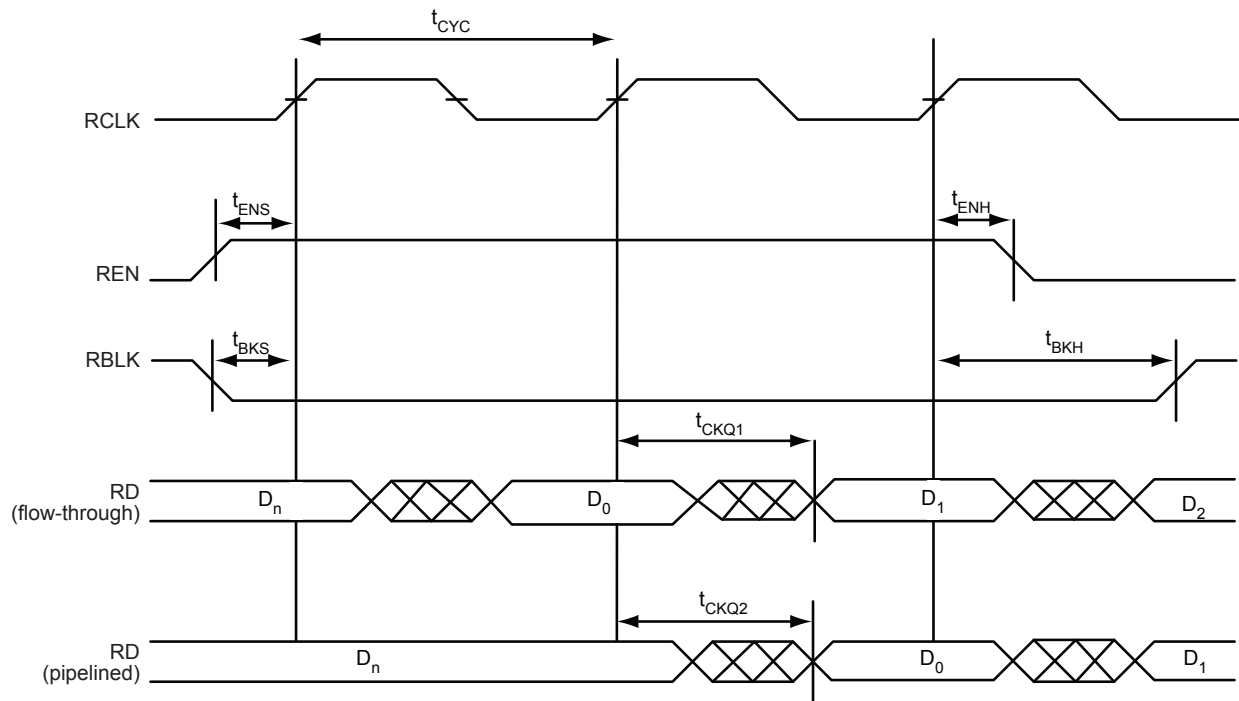 tCYC
RCLK
tENS
tENH
REN
tBKS
tBKH
RBLK
tCKQ1
RD
(flow-through)
Dn
D0
D1
D2
tCKQ2
RD
(pipelined)
Dn
D0
D1